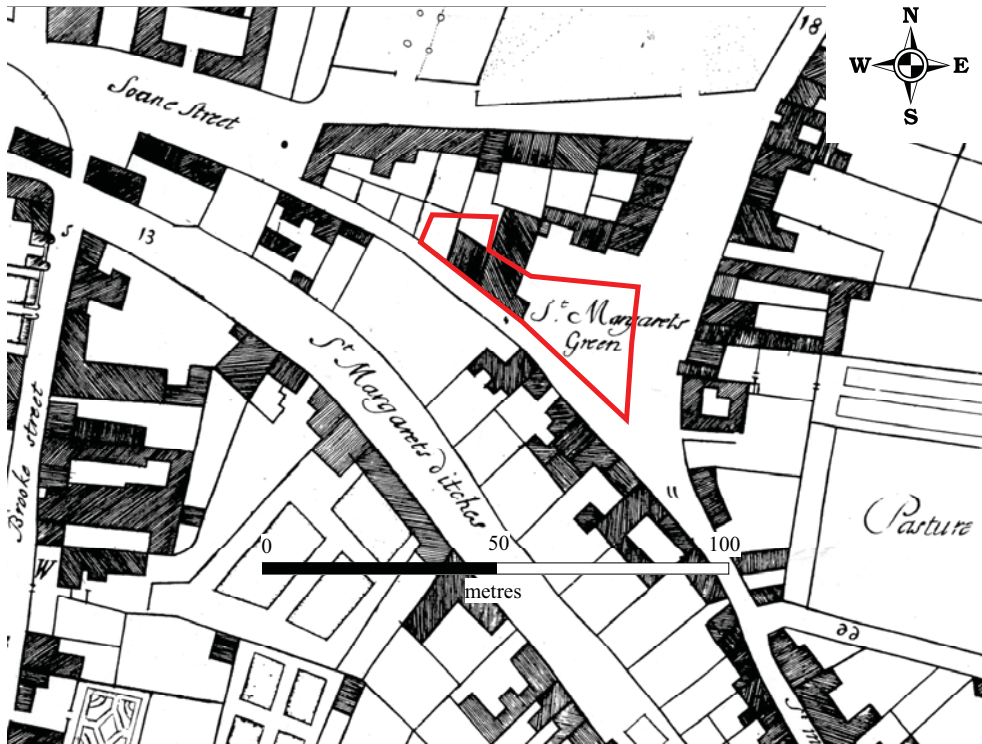 18
N
W E
S
Soane Street
S
13
St Margarets
Green
St Margarets ditches
Brooke street
11
Pasture
0 50 100
metres
W
22